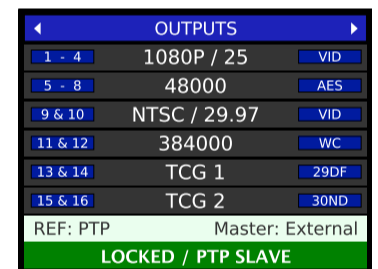 OUTPUTS
1 - 4 1080P / 25 VID
5 - 8 48000 AES
9 & 10 NTSC / 29.97 VID
11 & 12 384000 WC
13 & 14 TCG 1 29DF
15 & 16 TCG 2 30ND
REF: PTP Master: External
LOCKED / PTP SLAVE